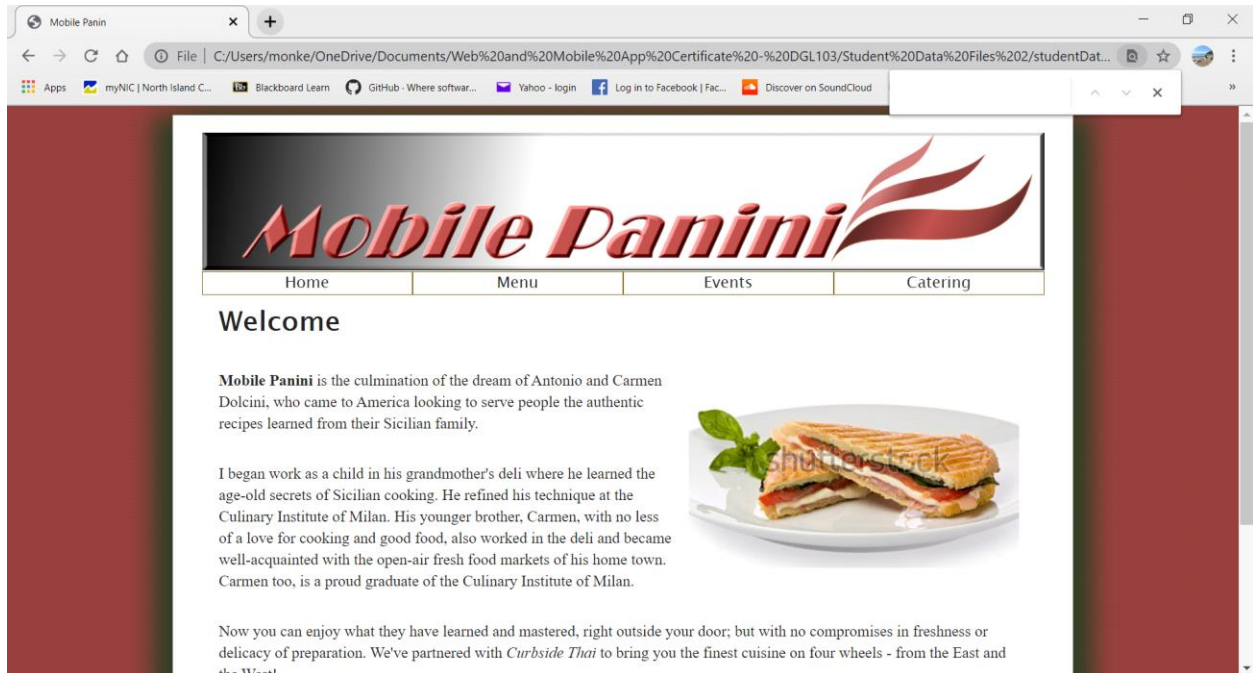 Mobile Panin
File | C:/Users/monke/OneDrive/Documents/Web%20and%20Mobile%20App%20Certificate%20-%20DGL103/Student%20Data%20Files%202/studentDat...
Apps myNIC | North Island C... Blackboard Learn GitHub · Where softwar... Yahoo - login Log in to Facebook | Fac... Discover on SoundCloud »
Mobile Panini
Home Menu Events Catering
Welcome
Mobile Panini is the culmination of the dream of Antonio and Carmen
Dolcini, who came to America looking to serve people the authentic
recipes learned from their Sicilian family.
I began work as a child in his grandmother's deli where he learned the
age-old secrets of Sicilian cooking. He refined his technique at the
Culinary Institute of Milan. His younger brother, Carmen, with no less
of a love for cooking and good food, also worked in the deli and became
well-acquainted with the open-air fresh food markets of his home town.
Carmen too, is a proud graduate of the Culinary Institute of Milan.
shutterstock
Now you can enjoy what they have learned and mastered, right outside your door; but with no compromises in freshness or
delicacy of preparation. We've partnered with Curbside Thai to bring you the finest cuisine on four wheels - from the East and
the West!